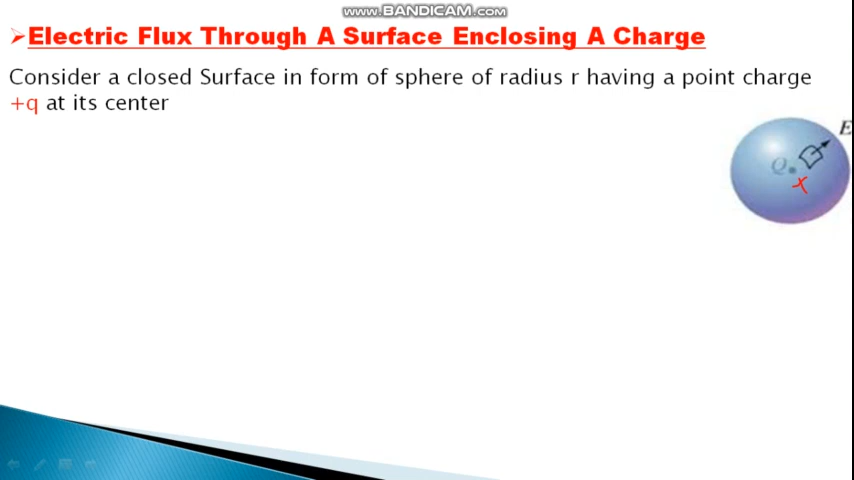 www.BANDICAM.com
➢Electric Flux Through A Surface Enclosing A Charge
Consider a closed Surface in form of sphere of radius r having a point charge
+q at its center
E
Q
x